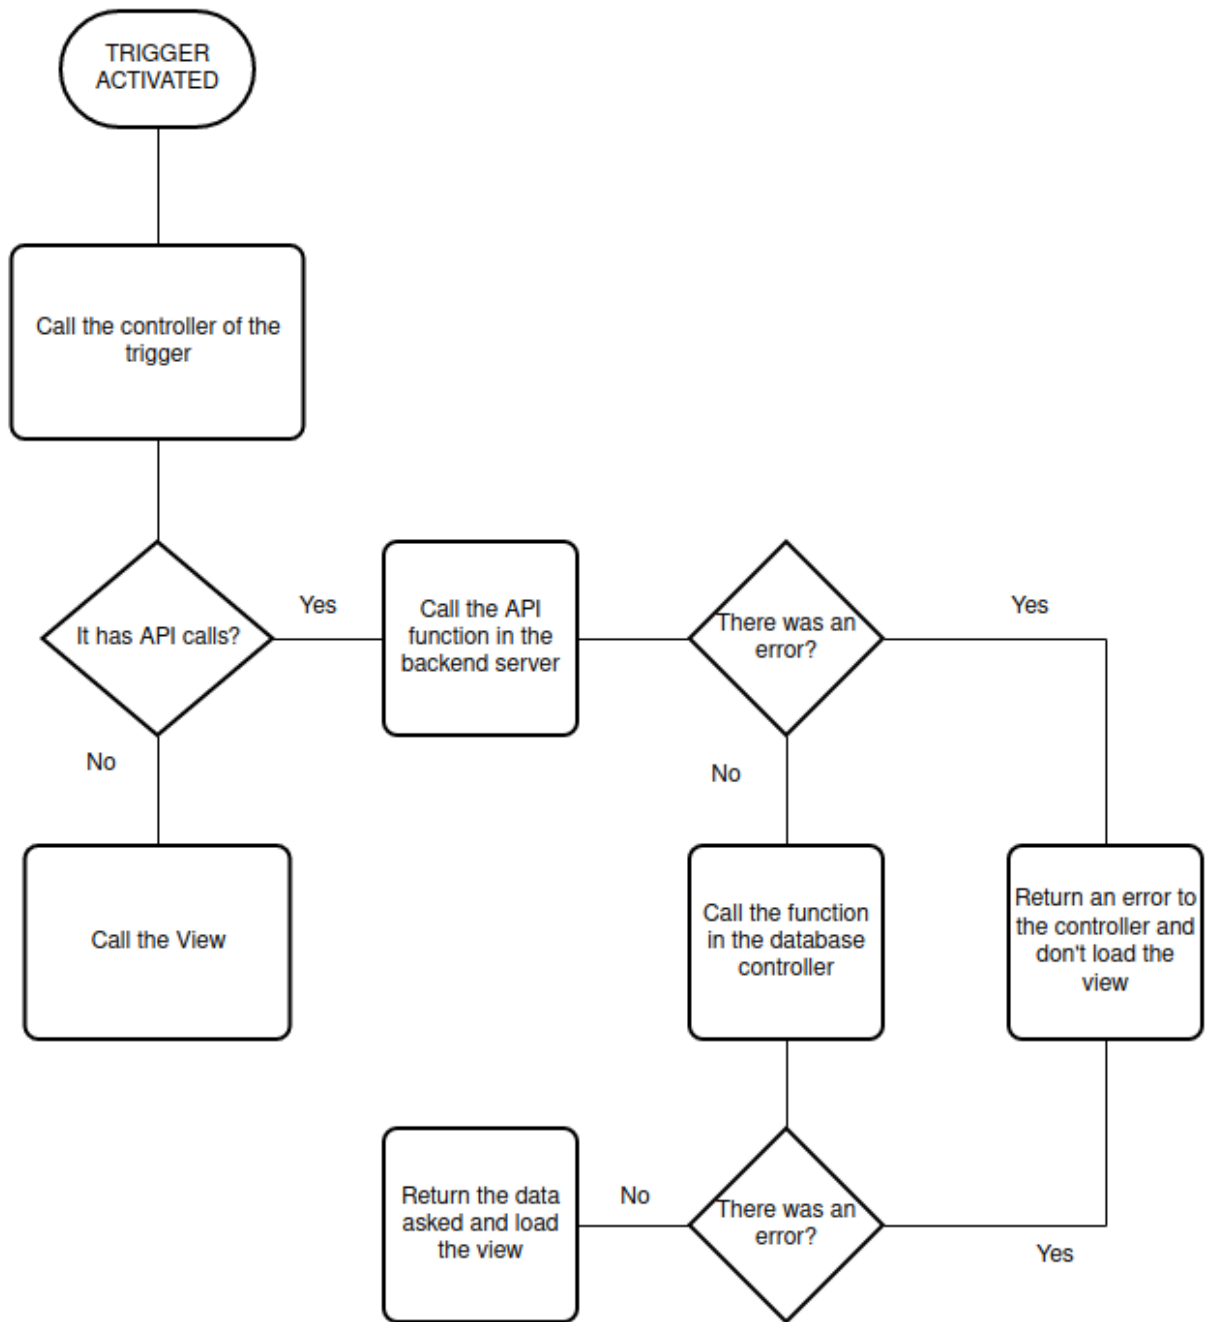 TRIGGER
ACTIVATED
Call the controller of the
trigger
It has API calls?
Yes
Call the API
function in the
backend server
There was an
error?
Yes
No
No
Call the View
Call the function
in the database
controller
Return an error to
the controller and
don't load the
view
Return the data
asked and load
the view
No
There was an
error?
Yes